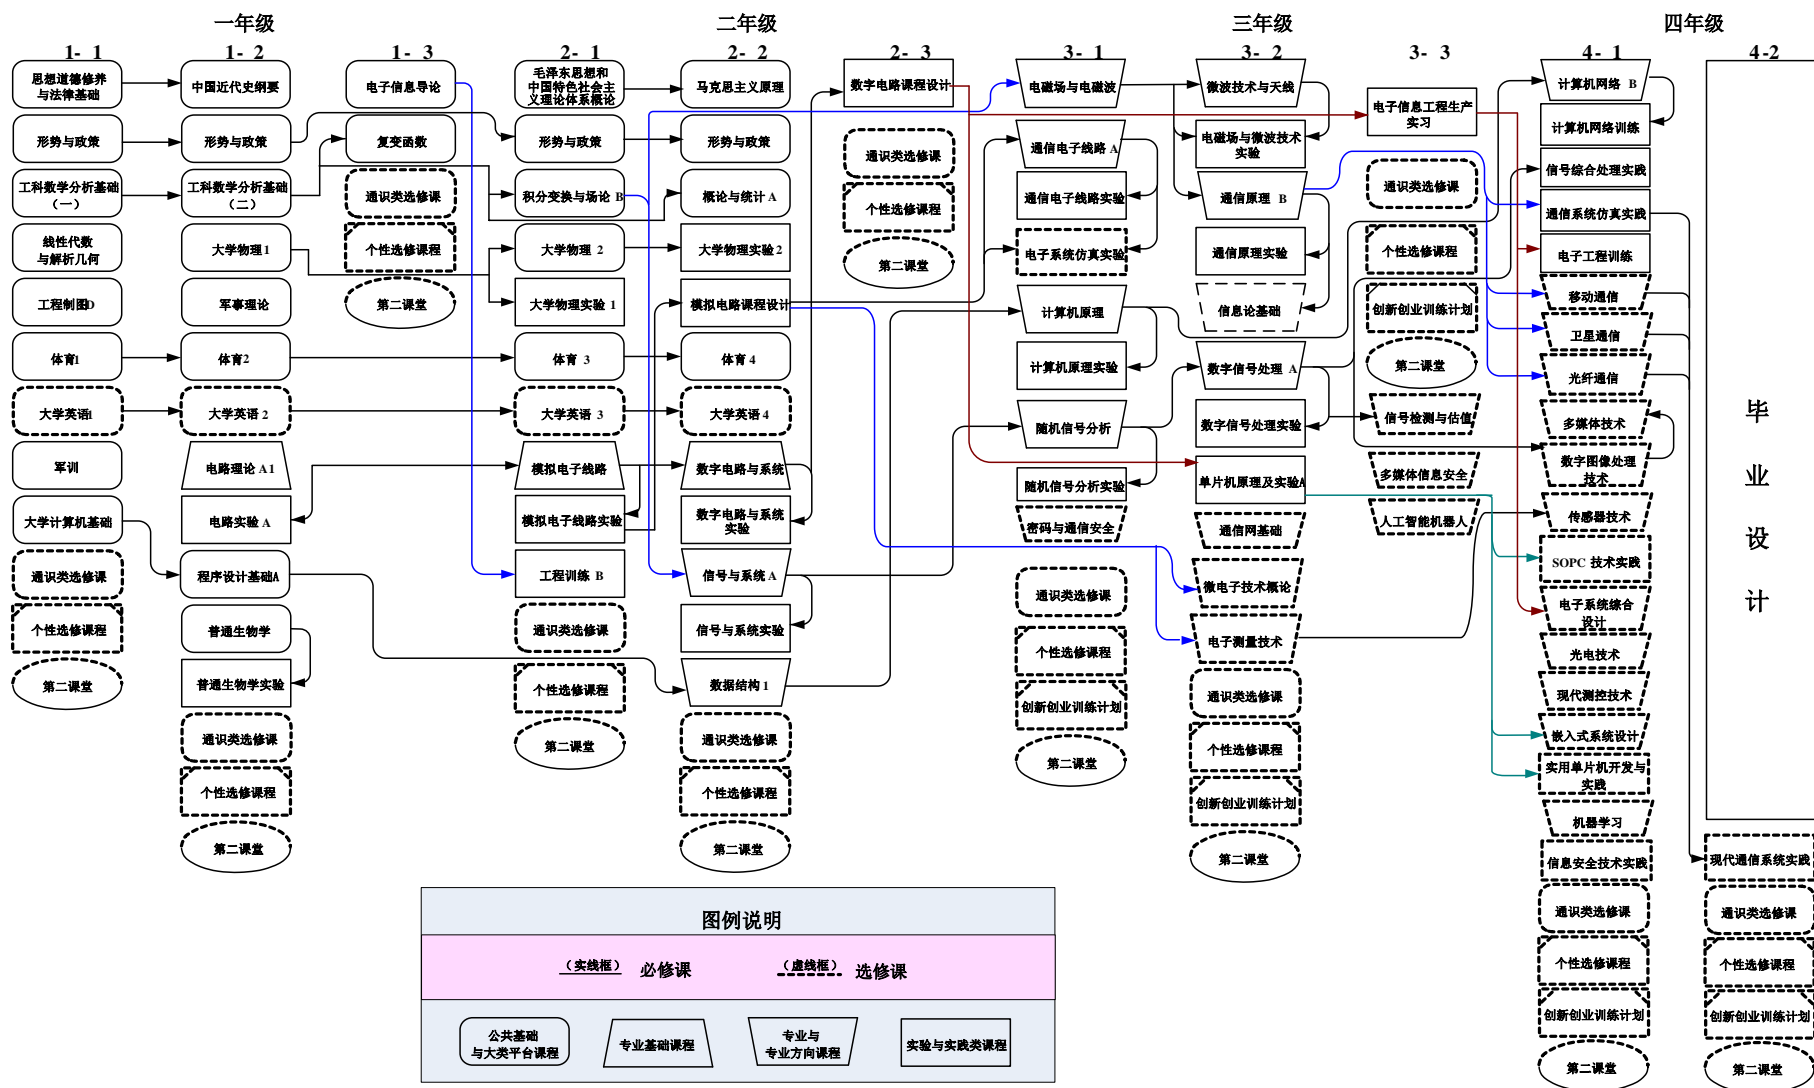 一年级
二年级
三年级
四年级
1- 1
1- 2
1- 3
2- 1
2- 2
2- 3
3- 1
3- 2
3- 3
4- 1
4-2
思想道德修养
与法律基础
形势与政策
工科数学分析基础
（一）
线性代数
与解析几何
工程制图D
体育1
大学英语1
军训
大学计算机基础
通识类选修课
个性选修课程
第二课堂
中国近代史纲要
形势与政策
工科数学分析基础
（二）
大学物理1
军事理论
体育2
大学英语 2
电路理论 A1
电路实验 A
程序设计基础A
普通生物学
普通生物学实验
通识类选修课
个性选修课程
第二课堂
电子信息导论
复变函数
通识类选修课
个性选修课程
第二课堂
毛泽东思想和
中国特色社会主
义理论体系概论
形势与政策
积分变换与场论 B
大学物理 2
大学物理实验 1
体育 3
大学英语 3
模拟电子线路
模拟电子线路实验
工程训练 B
通识类选修课
个性选修课程
第二课堂
马克思主义原理
形势与政策
概论与统计 A
大学物理实验2
模拟电路课程设计
体育 4
大学英语 4
数字电路与系统
数字电路与系统
实验
信号与系统 A
信号与系统实验
数据结构 1
通识类选修课
个性选修课程
第二课堂
数字电路课程设计
通识类选修课
个性选修课程
第二课堂
电磁场与电磁波
通信电子线路 A
通信电子线路实验
电子系统仿真实验
计算机原理
计算机原理实验
随机信号分析
随机信号分析实验
密码与通信安全
通识类选修课
个性选修课程
创新创业训练计划
第二课堂
微波技术与天线
电磁场与微波技术
实验
通信原理 B
通信原理实验
信息论基础
数字信号处理 A
数字信号处理实验
单片机原理及实验A
通信网基础
微电子技术概论
电子测量技术
通识类选修课
个性选修课程
创新创业训练计划
第二课堂
电子信息工程生产
实习
通识类选修课
个性选修课程
创新创业训练计划
第二课堂
信号检测与估值
多媒体信息安全
人工智能机器人
计算机网络 B
计算机网络训练
信号综合处理实践
通信系统仿真实践
电子工程训练
移动通信
卫星通信
光纤通信
多媒体技术
数字图像处理
技术
传感器技术
SOPC 技术实践
电子系统综合
设计
光电技术
现代测控技术
嵌入式系统设计
实用单片机开发与
实践
机器学习
信息安全技术实践
通识类选修课
个性选修课程
创新创业训练计划
第二课堂
毕
业
设
计
现代通信系统实践
通识类选修课
个性选修课程
创新创业训练计划
第二课堂
图例说明
（实线框） 必修课
（虚线框） 选修课
公共基础
与大类平台课程
专业基础课程
专业与
专业方向课程
实验与实践类课程